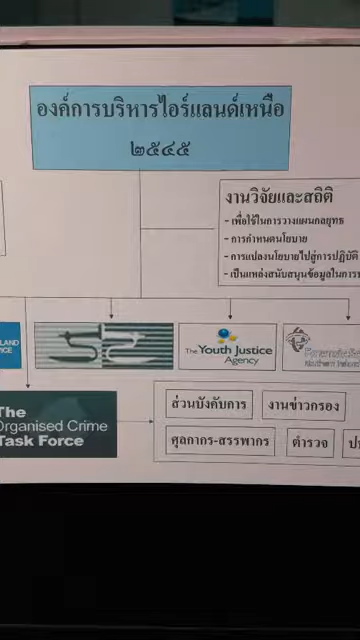 องค์การบริหารไอร์แลนด์เหนือ
๒๕๔๕
งานวิจัยและสถิติ
- เพื่อใช้ในการวางแผนกลยุทธ
- การกำหนดนโยบาย
- การแปลงนโยบายไปสู่การปฏิบัติ
- เป็นแหล่งสนับสนุนข้อมูลในการ
The Youth Justice
Agency
The
Organised Crime
Task Force
ส่วนบังคับการ
งานข่าวกรอง
ศุลกากร-สรรพากร
ตำรวจ